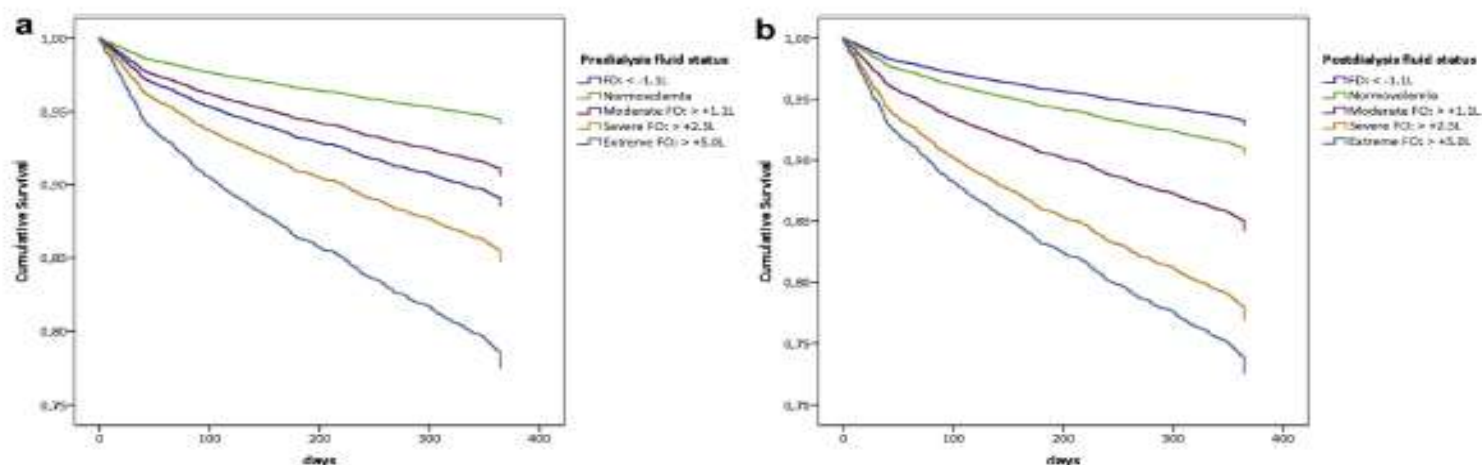 a
Predialysis fluid status
FO: < -1.1L
Normovolemia
Moderate FO: > +1.1L
Severe FO: > +2.5L
Extreme FO: > +5.0L
Cumulative Survival
1,00
0,95
0,90
0,85
0,80
0,75
0
100
200
300
400
days
b
Postdialysis fluid status
FO: < -1.1L
Normovolemia
Moderate FO: > +1.1L
Severe FO: > +2.5L
Extreme FO: > +5.0L
Cumulative Survival
1,00
0,95
0,90
0,85
0,80
0,75
0,75
0
100
200
300
400
days